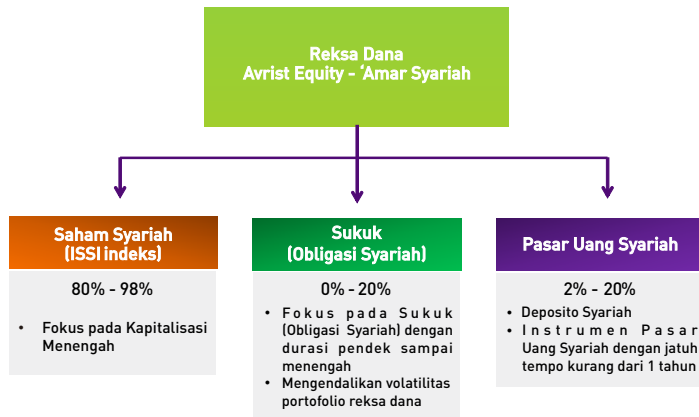 Reksa Dana
Avrist Equity - ‘Amar Syariah
Saham Syariah
(ISSI indeks)
80% - 98%
• Fokus pada Kapitalisasi
Menengah
Sukuk
(Obligasi Syariah)
0% - 20%
• Fokus pada Sukuk
(Obligasi Syariah) dengan
durasi pendek sampai
menengah
• Mengendalikan volatilitas
portofolio reksa dana
Pasar Uang Syariah
2% - 20%
• Deposito Syariah
• Instrumen Pasar
Uang Syariah dengan jatuh
tempo kurang dari 1 tahun